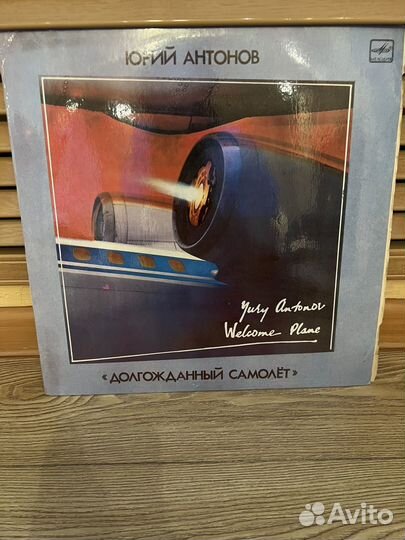 ЮРИЙ АНТОНОВ
Yury Antonov
Welcome Plane
«ДОЛГОЖДАННЫЙ САМОЛЁТ»
Avito